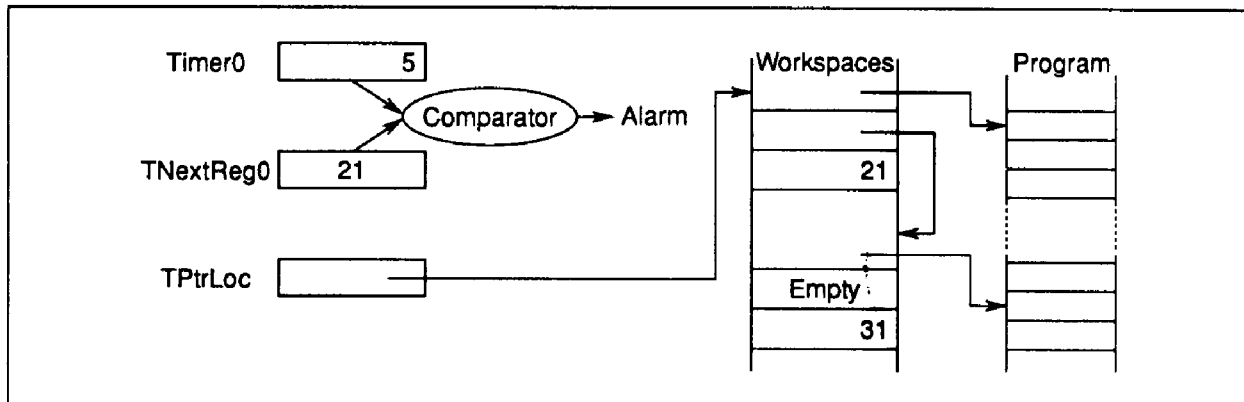 Timer0
5
Workspaces
Program
Comparator
Alarm
TNextReg0
21
21
TPtrLoc
Empty
31